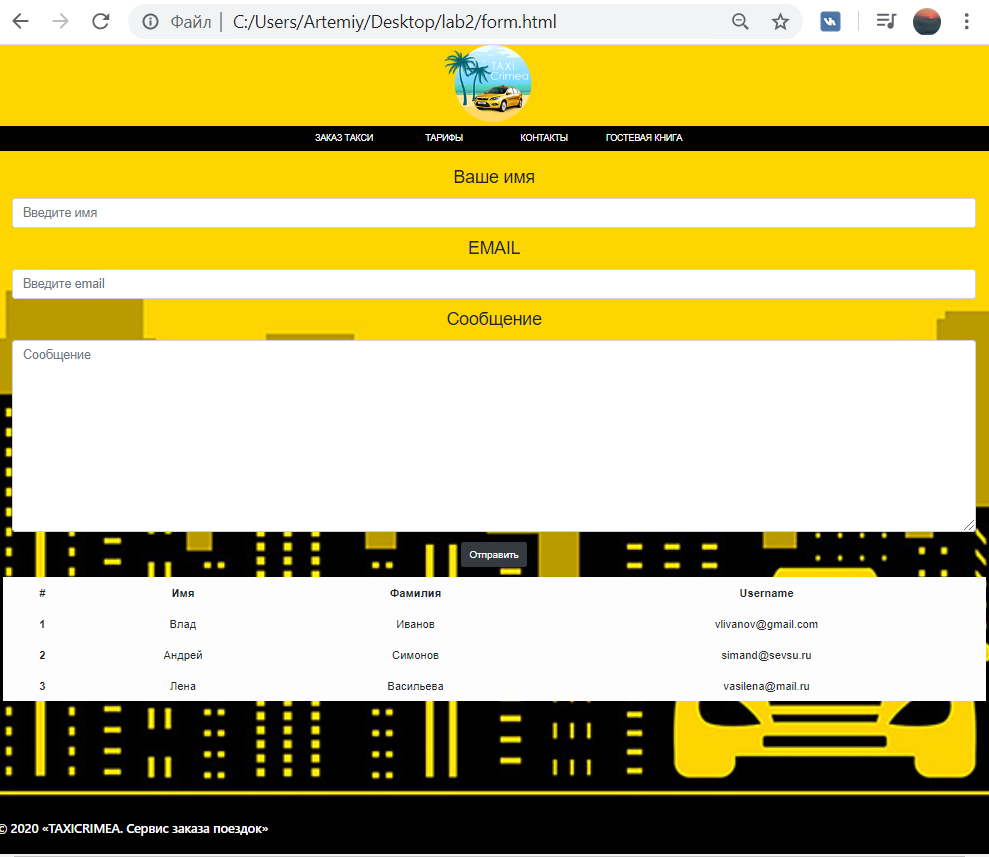 Файл | C:/Users/Artemiy/Desktop/lab2/form.html
TAXI
Crimea
ЗАКАЗ ТАКСИ ТАРИФЫ КОНТАКТЫ ГОСТЕВАЯ КНИГА
Ваше имя
Введите имя
EMAIL
Введите email
Сообщение
Сообщение
Отправить
# Имя Фамилия Username
1 Влад Иванов vlivanov@gmail.com
2 Андрей Симонов simand@sevsu.ru
3 Лена Васильева vasilena@mail.ru
© 2020 «TAXICRIMEA. Сервис заказа поездок»